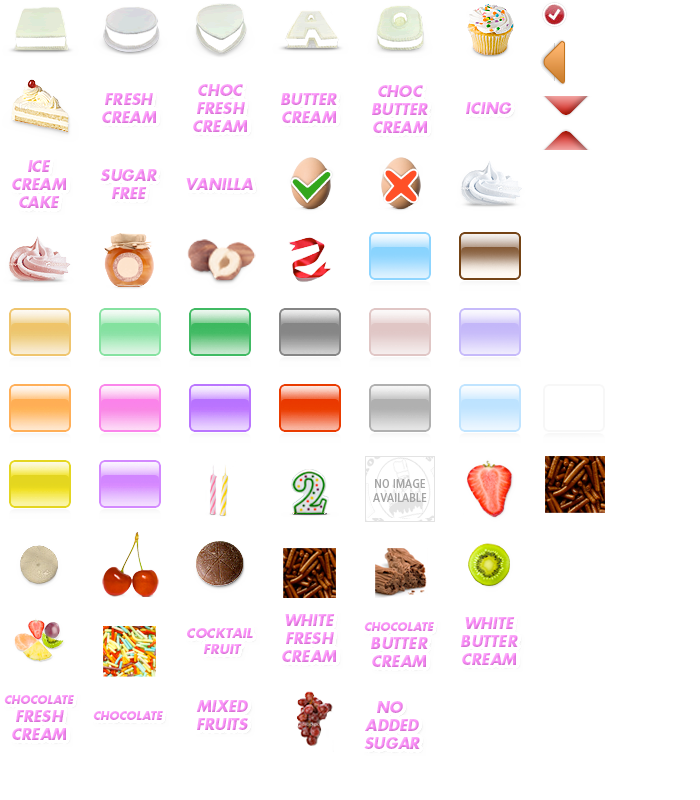 FRESH
CREAM
CHOC
FRESH
CREAM
BUTTER
CREAM
CHOC
BUTTER
CREAM
ICING
ICE
CREAM
CAKE
SUGAR
FREE
VANILLA
2
NO IMAGE
AVAILABLE
COCKTAIL
FRUIT
WHITE
FRESH
CREAM
CHOCOLATE
BUTTER
CREAM
WHITE
BUTTER
CREAM
CHOCOLATE
FRESH
CREAM
CHOCOLATE
MIXED
FRUITS
NO
ADDED
SUGAR